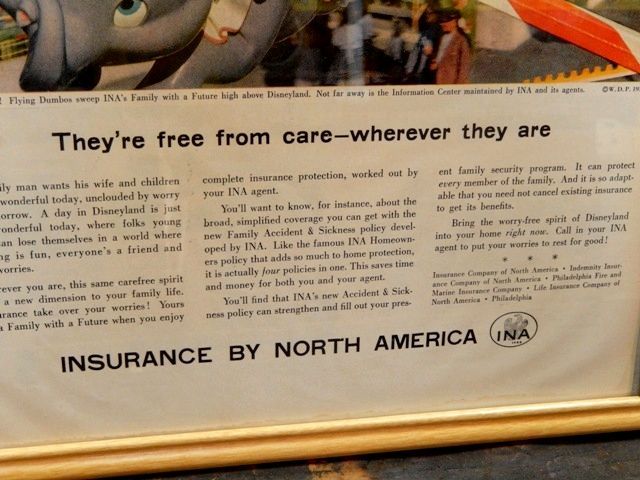 ! Flying Dumbos sweep INA's Family with a Future high above Disneyland. Not far away is the Information Center maintained by INA and its agents. ©W.D.P. 19
They're free from care—wherever they are
ily man wants his wife and children
wonderful today, unclouded by worry
orrow. A day in Disneyland is just
onderful today, where folks young
an lose themselves in a world where
ng is fun, everyone's a friend and
worries.
ever you are, this same carefree spirit
a new dimension to your family life.
urance take over your worries! Yours
a Family with a Future when you enjoy
complete insurance protection, worked out by
your INA agent.
You'll want to know, for instance, about the
broad, simplified coverage you can get with the
new Family Accident & Sickness policy devel-
oped by INA. Like the famous INA Homeown-
ers policy that adds so much to home protection,
it is actually four policies in one. This saves time
and money for both you and your agent.
You'll find that INA's new Accident & Sick-
ness policy can strengthen and fill out your pres-
ent family security program. It can protect
every member of the family. And it is so adapt-
able that you need not cancel existing insurance
to get its benefits.
Bring the worry-free spirit of Disneyland
into your home right now. Call in your INA
agent to put your worries to rest for good!
* * *
Insurance Company of North America • Indemnity Insur-
ance Company of North America • Philadelphia Fire and
Marine Insurance Company • Life Insurance Company of
North America • Philadelphia
INSURANCE BY NORTH AMERICA
INA